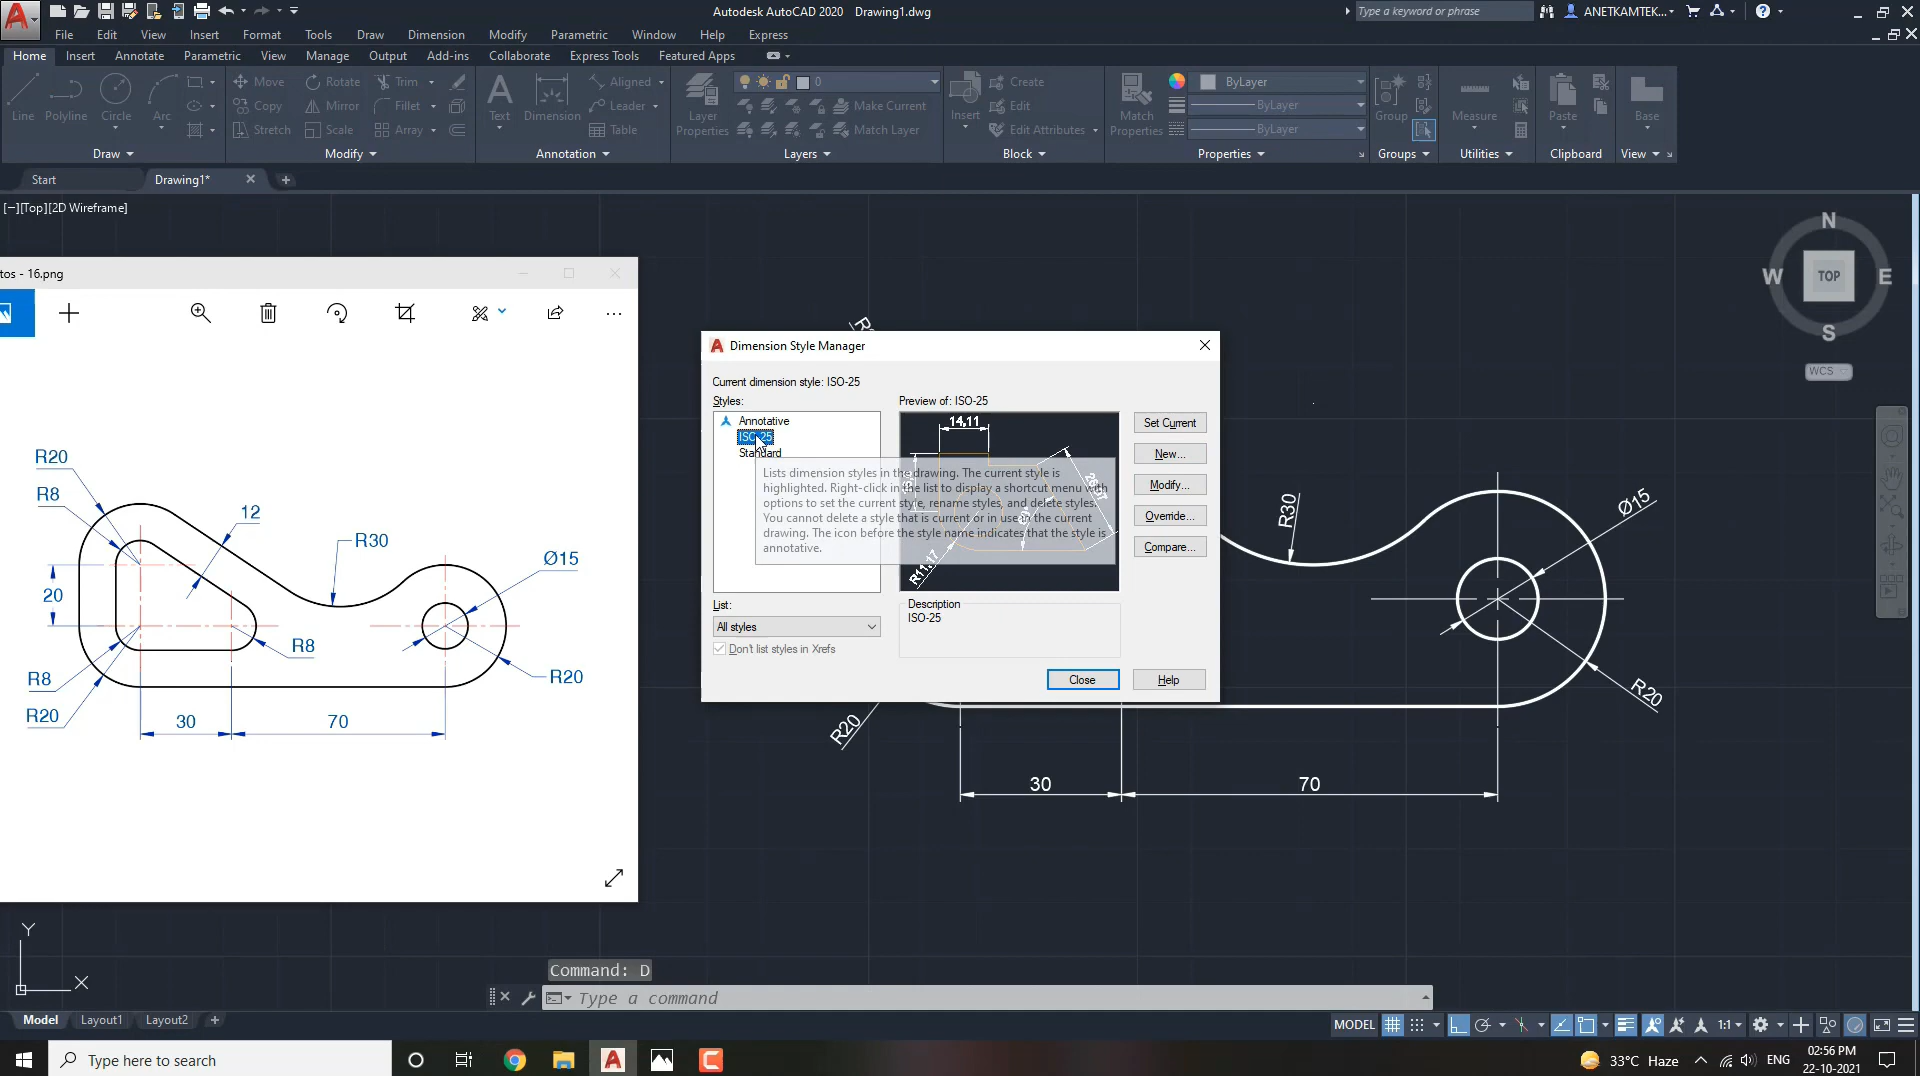 Autodesk AutoCAD 2020 Drawing1.dwg
Type a keyword or phrase
ANETKAMTEK...
File Edit View Insert Format Tools Draw Dimension Modify Parametric Window Help Express
Home Insert Annotate Parametric View Manage Output Add-ins Collaborate Express Tools Featured Apps
Line Polyline Circle Arc
Move Rotate Trim
Copy Mirror Fillet
Stretch Scale Array
Text Dimension
Aligned
Leader
Table
Layer Properties
0
Make Current
Match Layer
Insert
Create
Edit
Edit Attributes
Match Properties
ByLayer
ByLayer
ByLayer
Group
Measure
Paste
Base
Draw Modify Annotation Layers Block Properties Groups Utilities Clipboard View
Start Drawing1*
[−][Top][2D Wireframe]
N
W TOP E
S
WCS
tos - 16.png
R20
R8
12
R30
Ø15
20
R8
R8
R20
R20
30
70
Dimension Style Manager
Current dimension style: ISO-25
Styles:
Annotative
ISO-25
Standard
Preview of: ISO-25
14,11
R11,17
Lists dimension styles in the drawing. The current style is
highlighted. Right-click in the list to display a shortcut menu with
options to set the current style, rename styles, and delete styles.
You cannot delete a style that is current or in use in the current
drawing. The icon before the style name indicates that the style is
annotative.
Set Current
New...
Modify...
Override...
Compare...
List:
All styles
Don't list styles in Xrefs
Description
ISO-25
Close
Help
R30
Ø15
R20
R20
30
70
Y
X
Command: D
Type a command
Model Layout1 Layout2
MODEL
1:1
Type here to search
33°C Haze
ENG
02:56 PM
22-10-2021